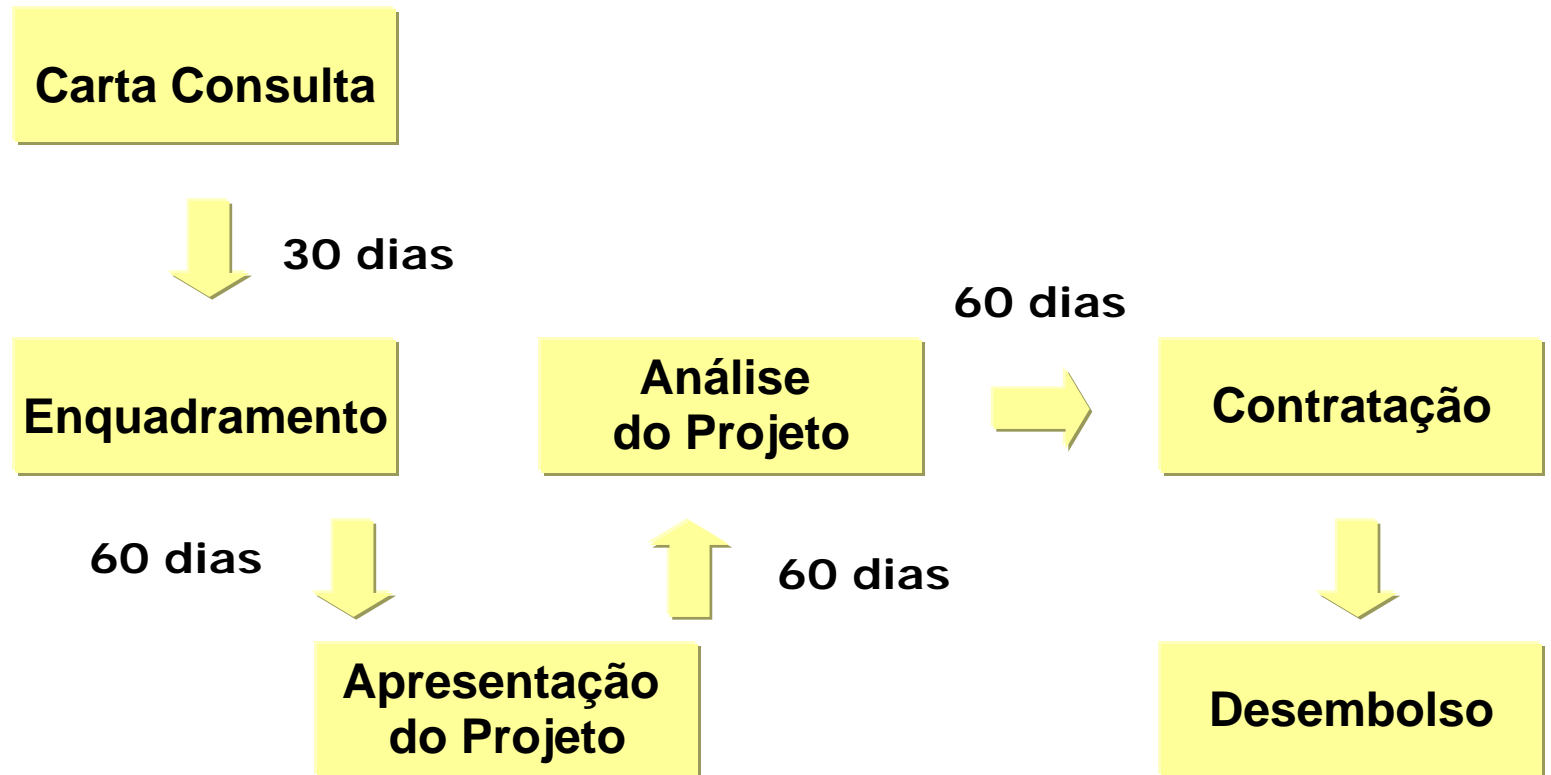 Carta Consulta
30 dias
Enquadramento
60 dias
Apresentação
do Projeto
60 dias
Análise
do Projeto
60 dias
Contratação
Desembolso